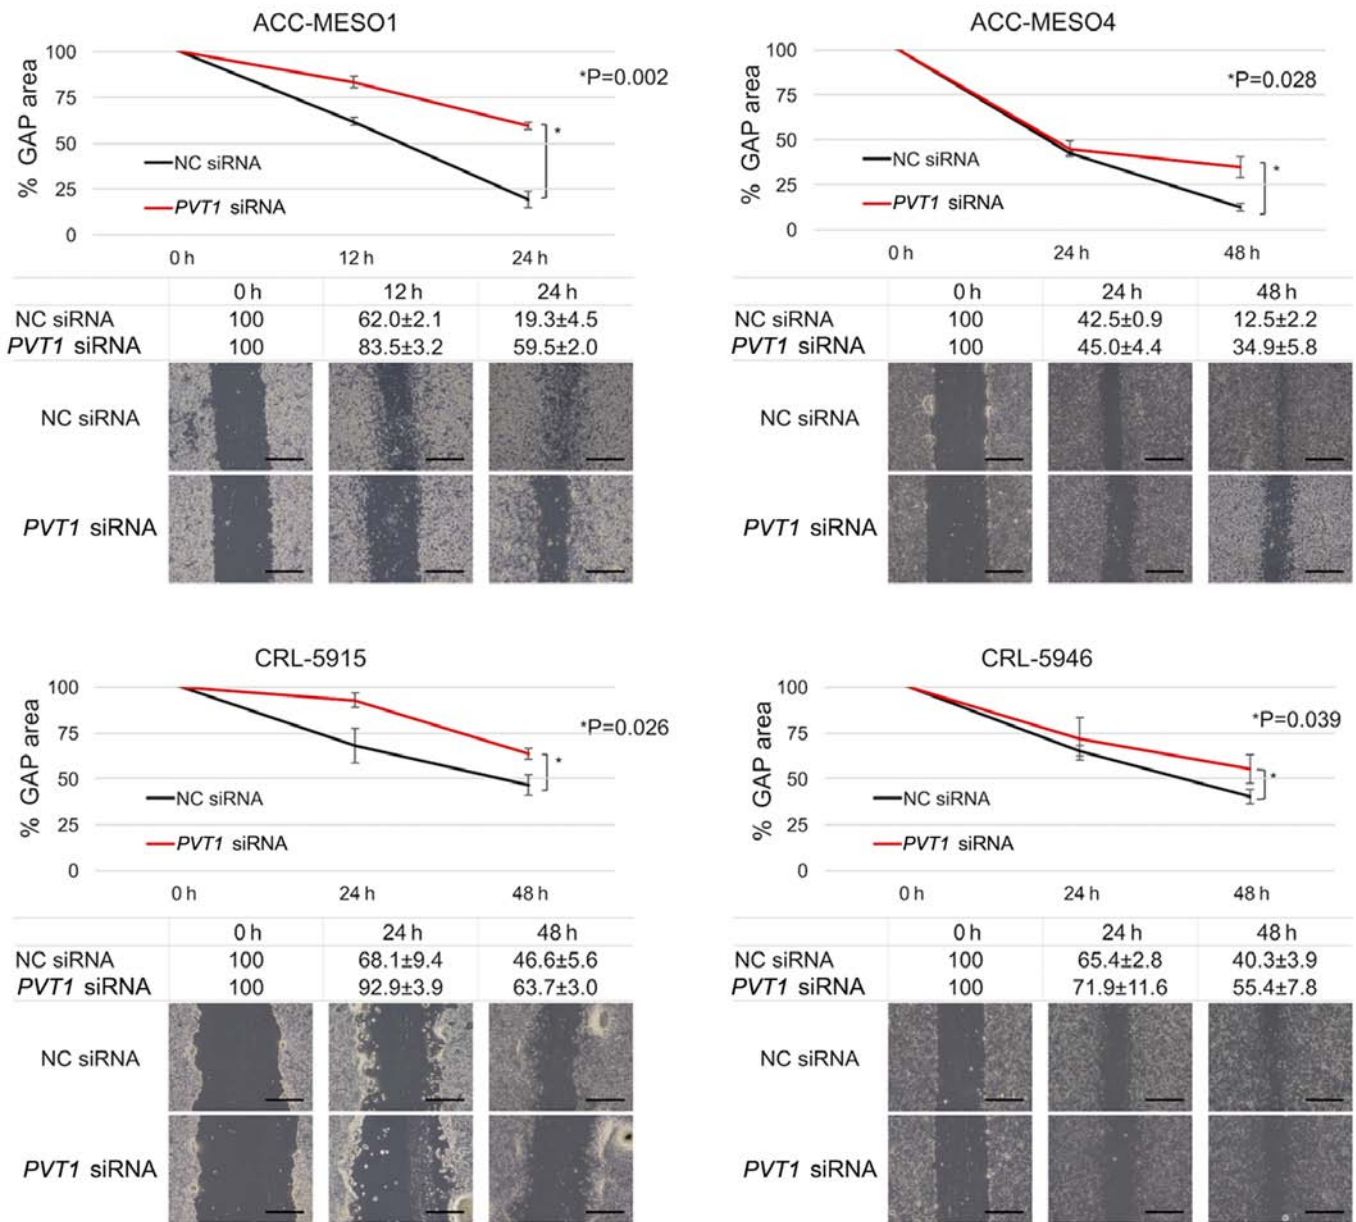 ACC-MESO1
% GAP area
100
75
50
25
0
*P=0.002
*
NC siRNA
PVT1 siRNA
0 h 12 h 24 h
0 h 12 h 24 h
NC siRNA 100 62.0±2.1 19.3±4.5
PVT1 siRNA 100 83.5±3.2 59.5±2.0
NC siRNA
PVT1 siRNA
ACC-MESO4
% GAP area
100
75
50
25
0
*P=0.028
*
NC siRNA
PVT1 siRNA
0 h 24 h 48 h
0 h 24 h 48 h
NC siRNA 100 42.5±0.9 12.5±2.2
PVT1 siRNA 100 45.0±4.4 34.9±5.8
NC siRNA
PVT1 siRNA
CRL-5915
% GAP area
100
75
50
25
0
*P=0.026
*
NC siRNA
PVT1 siRNA
0 h 24 h 48 h
0 h 24 h 48 h
NC siRNA 100 68.1±9.4 46.6±5.6
PVT1 siRNA 100 92.9±3.9 63.7±3.0
NC siRNA
PVT1 siRNA
CRL-5946
% GAP area
100
75
50
25
0
*P=0.039
*
NC siRNA
PVT1 siRNA
0 h 24 h 48 h
0 h 24 h 48 h
NC siRNA 100 65.4±2.8 40.3±3.9
PVT1 siRNA 100 71.9±11.6 55.4±7.8
NC siRNA
PVT1 siRNA